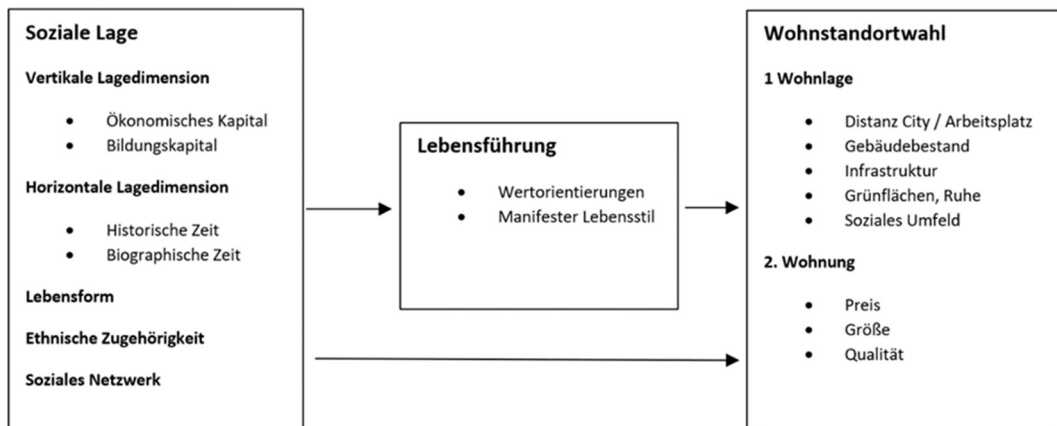 Soziale Lage
Vertikale Lagedimension
• Ökonomisches Kapital
• Bildungskapital
Horizontale Lagedimension
• Historische Zeit
• Biographische Zeit
Lebensform
Ethnische Zugehörigkeit
Soziales Netzwerk
Lebensführung
• Wertorientierungen
• Manifester Lebensstil
Wohnstandortwahl
1 Wohnlage
• Distanz City / Arbeitsplatz
• Gebäudebestand
• Infrastruktur
• Grünflächen, Ruhe
• Soziales Umfeld
2. Wohnung
• Preis
• Größe
• Qualität